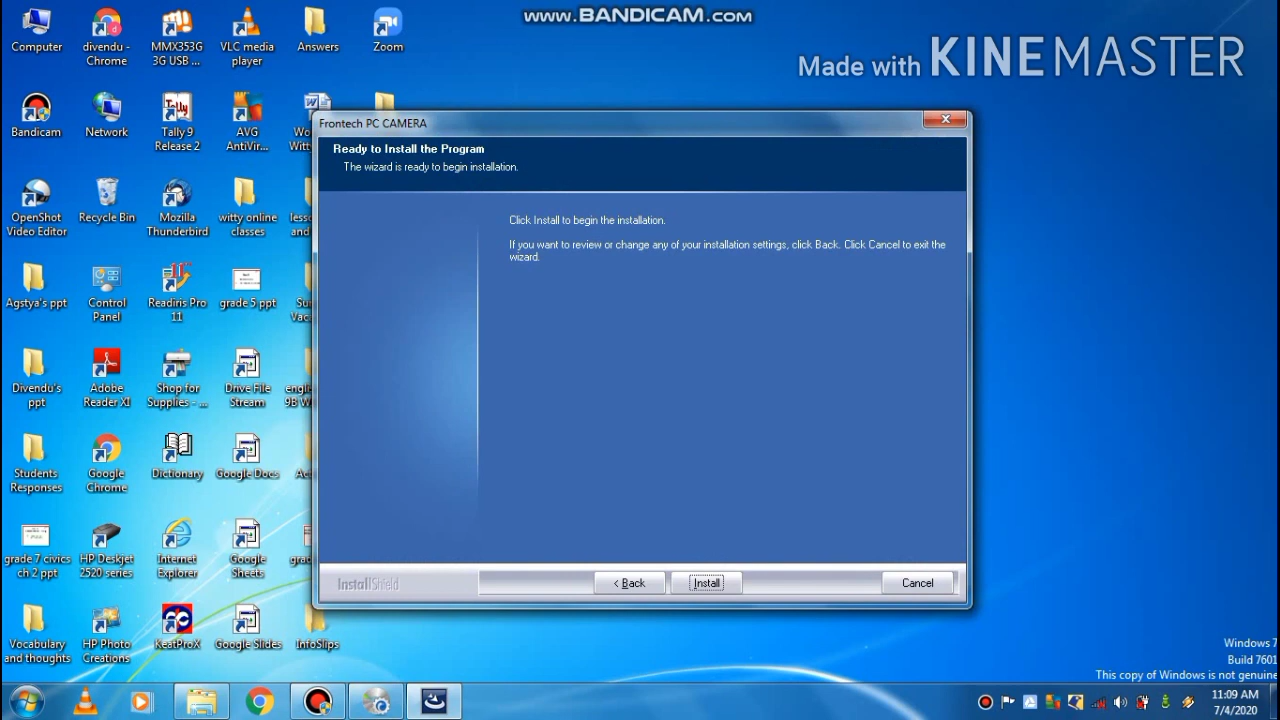 www.BANDICAM.com
Made with KINEMASTER
Computer
divendu -
Chrome
MMX353G
3G USB ...
VLC media
player
Answers
Zoom
Bandicam
Network
Tally 9
Release 2
AVG
AntiVir...
Wo
Witt
OpenShot
Video Editor
Recycle Bin
Mozilla
Thunderbird
witty online
classes
less
and
Agstya's ppt
Control
Panel
Readiris Pro
11
grade 5.ppt
Vac
Divendu's
ppt
Adobe
Reader XI
Shop for
Supplies - ...
Drive File
Stream
engl
9B W
Students
Responses
Google
Chrome
Dictionary
Google Docs
grade 7 civics
ch 2 ppt
HP Deskjet
2520 series
Internet
Explorer
Google
Sheets
Vocabulary
and thoughts
HP Photo
Creations
KeatProX
Google Slides
InfoSlips
Frontech PC CAMERA
Ready to Install the Program
The wizard is ready to begin installation.
Click Install to begin the installation.
If you want to review or change any of your installation settings, click Back. Click Cancel to exit the
wizard.
InstallShield
< Back
Install
Cancel
Windows 7
Build 7601
This copy of Windows is not genuine
11:09 AM
7/4/2020